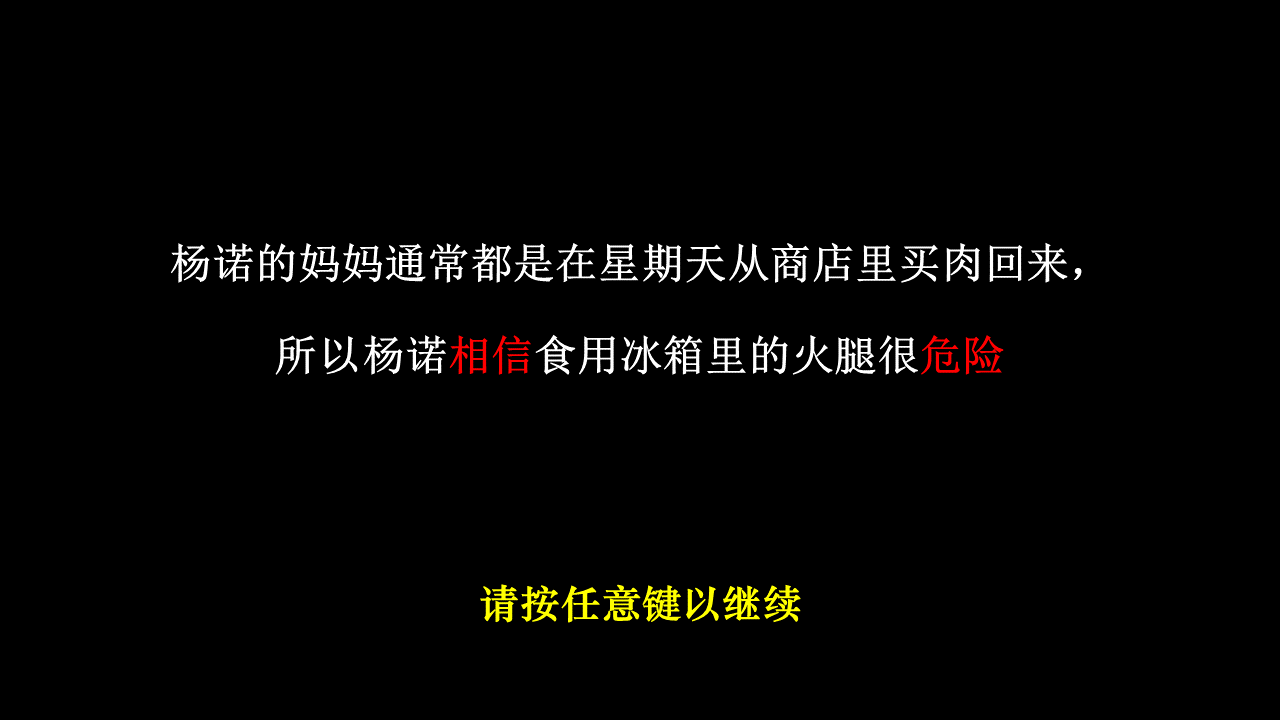 杨诺的妈妈通常都是在星期天从商店里买肉回来，
所以杨诺相信食用冰箱里的火腿很危险
请按任意键以继续